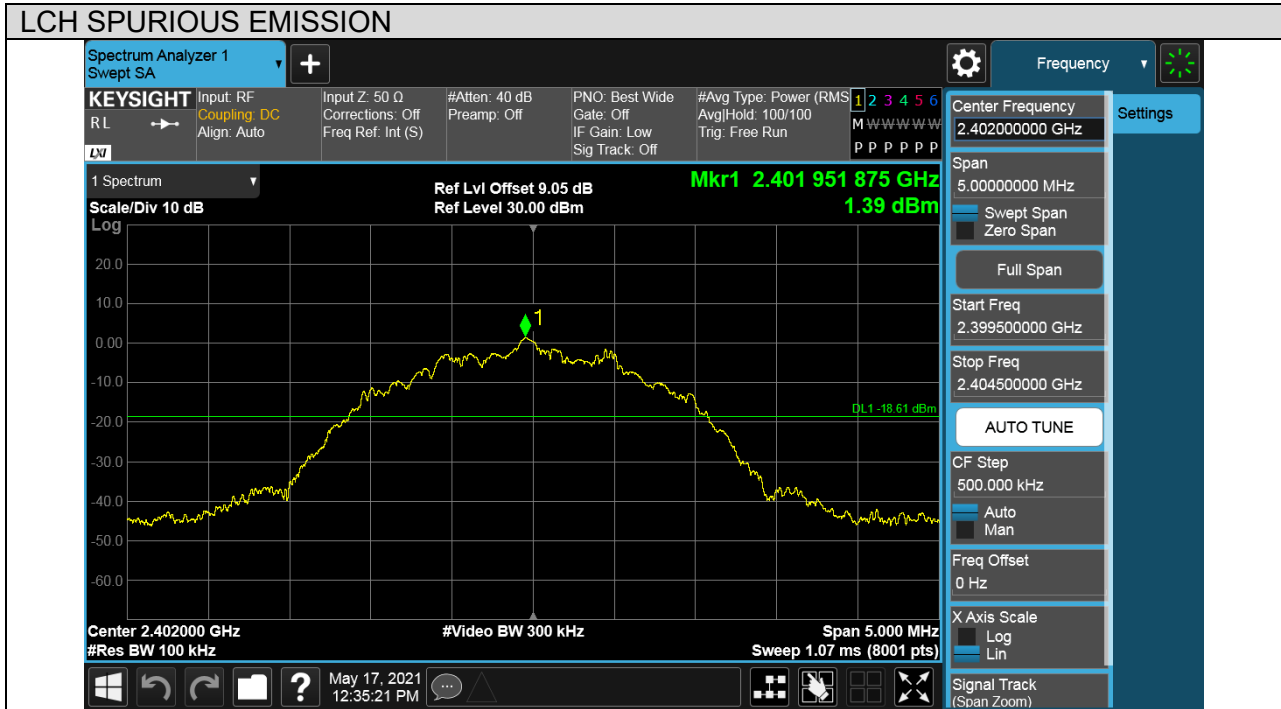 LCH SPURIOUS EMISSION
Spectrum Analyzer 1
Swept SA
+
Frequency
KEYSIGHT
RL
LXI
Input: RF
Coupling: DC
Align: Auto
Input Z: 50 Ω
Corrections: Off
Freq Ref: Int (S)
#Atten: 40 dB
Preamp: Off
PNO: Best Wide
Gate: Off
IF Gain: Low
Sig Track: Off
#Avg Type: Power (RMS
Avg|Hold: 100/100
Trig: Free Run
1 2 3 4 5 6
M W W W W W
P P P P P P
Center Frequency
2.402000000 GHz
Settings
Span
5.00000000 MHz
Swept Span
Zero Span
Full Span
Start Freq
2.399500000 GHz
Stop Freq
2.404500000 GHz
AUTO TUNE
CF Step
500.000 kHz
Auto
Man
Freq Offset
0 Hz
X Axis Scale
Log
Lin
Signal Track
(Span Zoom)
1 Spectrum
Scale/Div 10 dB
Log
Ref Lvl Offset 9.05 dB
Ref Level 30.00 dBm
Mkr1 2.401 951 875 GHz
1.39 dBm
20.0
10.0
1
0.00
-10.0
DL1 -18.61 dBm
-20.0
-30.0
-40.0
-50.0
-60.0
Center 2.402000 GHz
#Video BW 300 kHz
Span 5.000 MHz
#Res BW 100 kHz
Sweep 1.07 ms (8001 pts)
?
May 17, 2021
12:35:21 PM